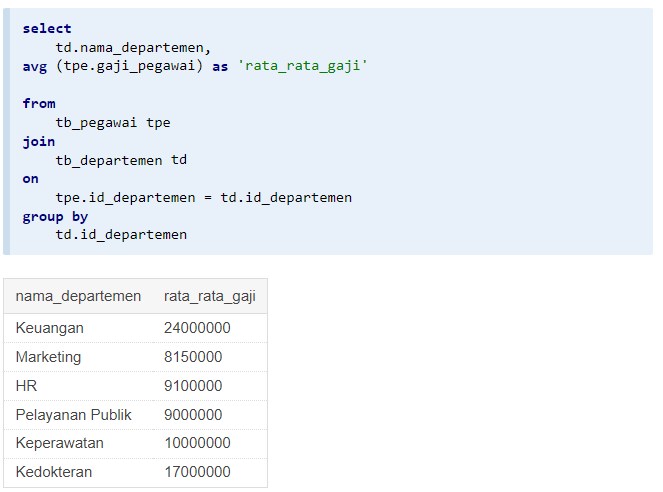 select
td.nama_departemen,
avg (tpe.gaji_pegawai) as 'rata_rata_gaji'
from
tb_pegawai tpe
join
tb_departemen td
on
tpe.id_departemen = td.id_departemen
group by
td.id_departemen
nama_departemen rata_rata_gaji
Keuangan 24000000
Marketing 8150000
HR 9100000
Pelayanan Publik 9000000
Keperawatan 10000000
Kedokteran 17000000